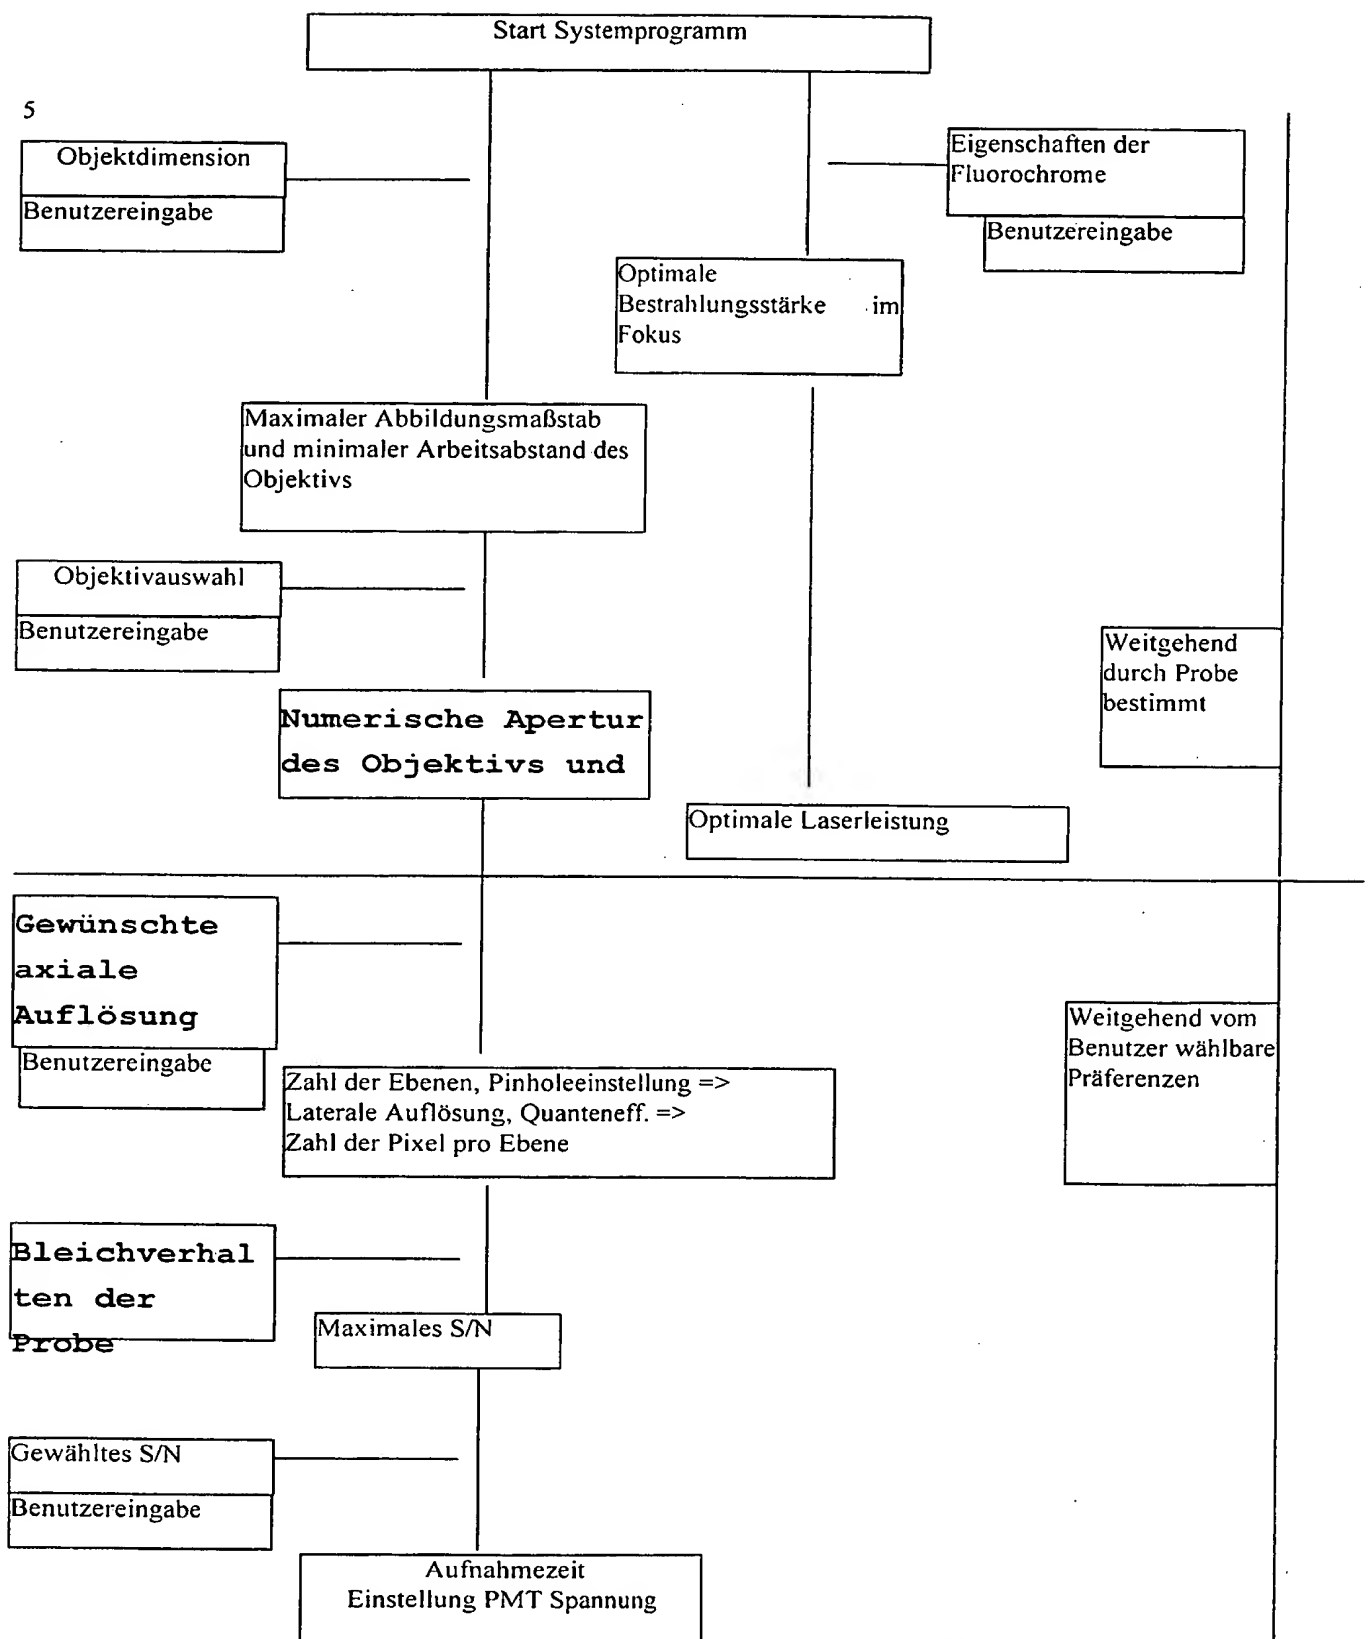 Start Systemprogramm
5
Objektdimension
Benutzereingabe
Eigenschaften der
Fluorochrome
Benutzereingabe
Optimale
Bestrahlungsstärke im
Fokus
Maximaler Abbildungsmaßstab
und minimaler Arbeitsabstand des
Objektivs
Objektivauswahl
Benutzereingabe
Weitgehend
durch Probe
bestimmt
Numerische Apertur
des Objektivs und
Optimale Laserleistung
Gewünschte
axiale
Auflösung
Benutzereingabe
Weitgehend vom
Benutzer wählbare
Präferenzen
Zahl der Ebenen, Pinholeeinstellung =>
Laterale Auflösung, Quanteneff. =>
Zahl der Pixel pro Ebene
Bleichverhal
ten der
Probe
Maximales S/N
Gewähltes S/N
Benutzereingabe
Aufnahmezeit
Einstellung PMT Spannung